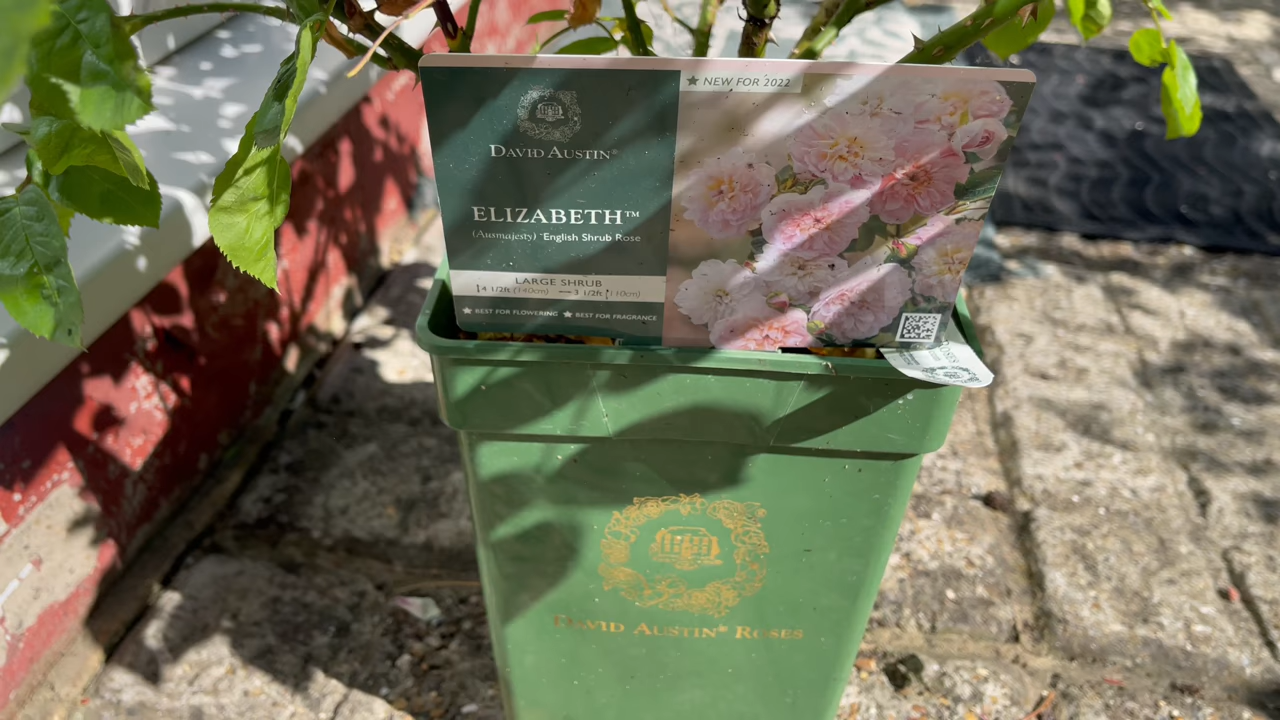 ★ NEW FOR 2022
DAVID AUSTIN®
ELIZABETH™
(Ausmajesty) English Shrub Rose
LARGE SHRUB
4 1/2ft (140cm) 3 1/2ft (110cm)
★ BEST FOR FLOWERING ★ BEST FOR FRAGRANCE
DAVID AUSTIN® ROSES